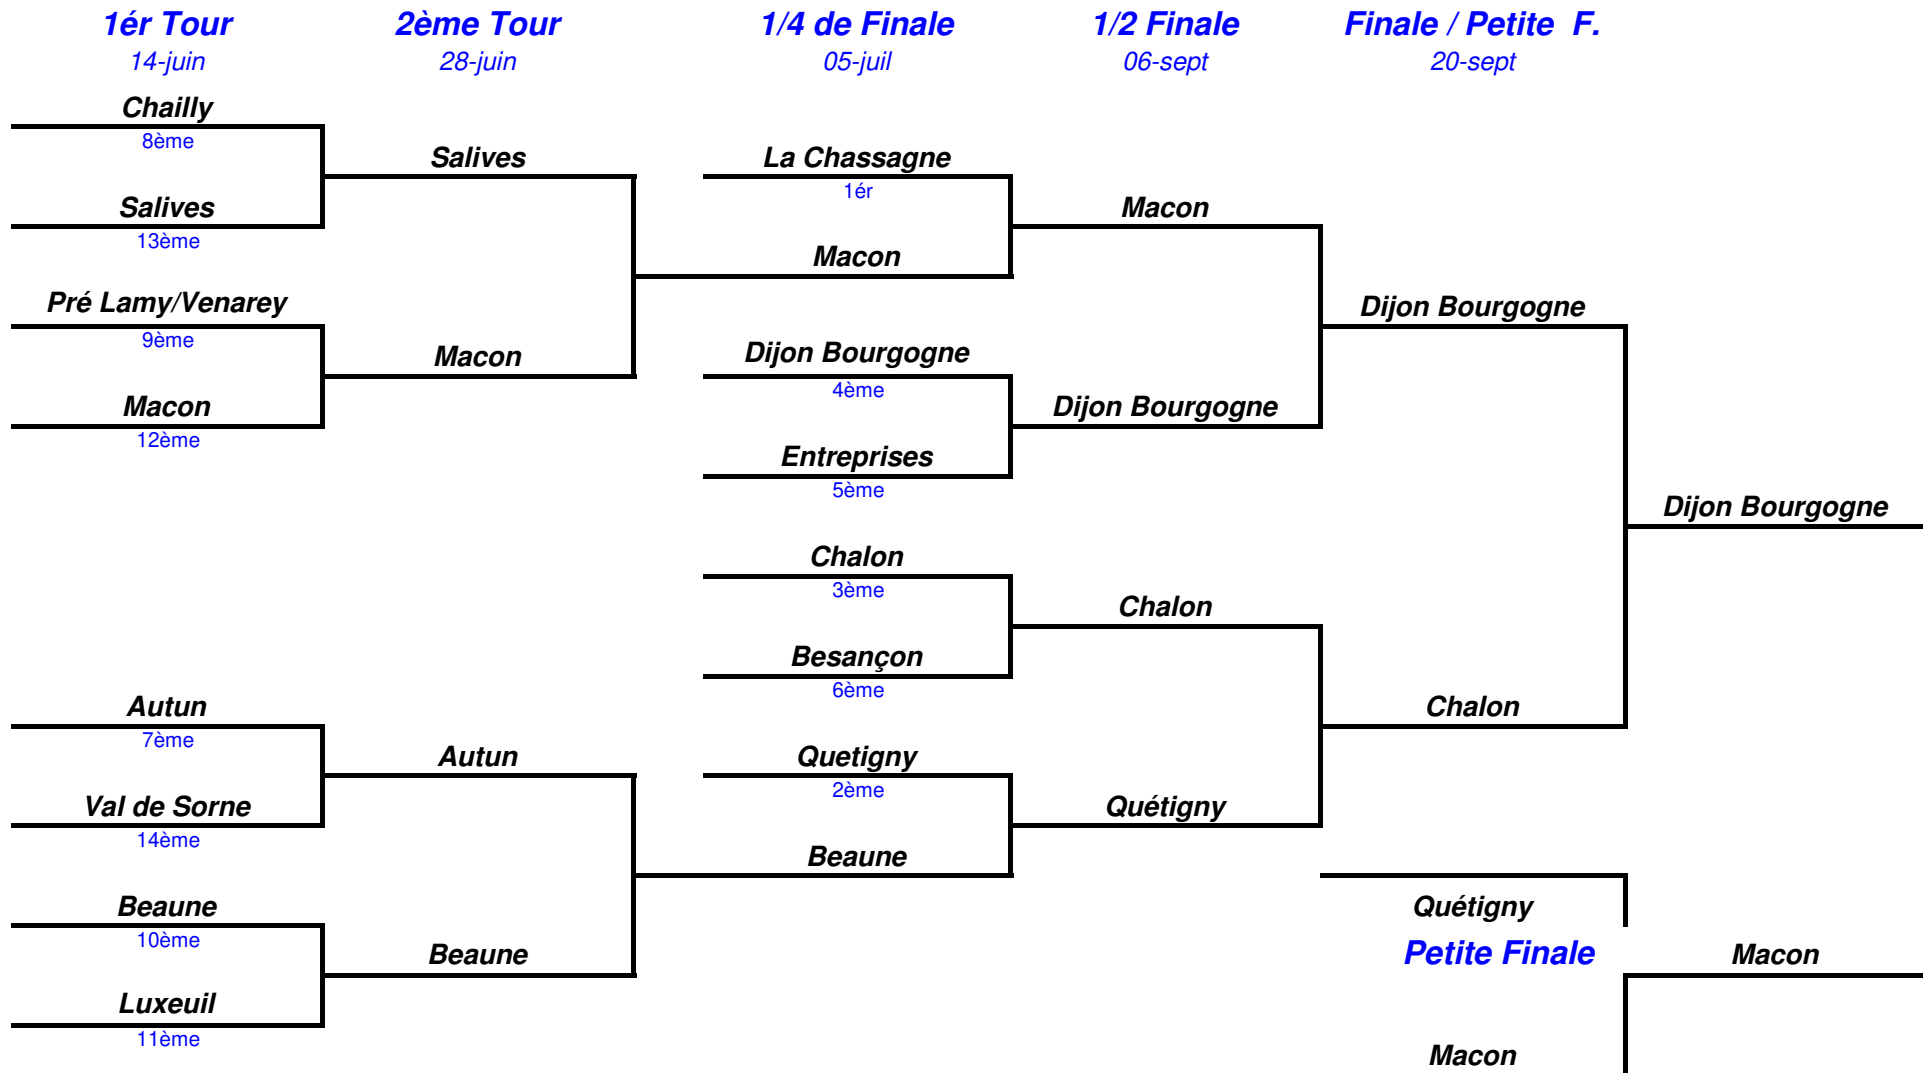 1ér Tour
2ème Tour
1/4 de Finale
1/2 Finale
Finale / Petite F.
14-juin
28-juin
05-juil
06-sept
20-sept
Chailly
8ème
Salives
La Chassagne
1ér
Salives
13ème
Macon
Macon
Pré Lamy/Venarey
9ème
Dijon Bourgogne
Macon
Dijon Bourgogne
4ème
Macon
12ème
Dijon Bourgogne
Entreprises
5ème
Dijon Bourgogne
Chalon
3ème
Chalon
Besançon
6ème
Autun
7ème
Chalon
Autun
Quetigny
2ème
Val de Sorne
14ème
Quétigny
Beaune
Beaune
10ème
Quétigny
Beaune
Petite Finale
Macon
Luxeuil
11ème
Macon